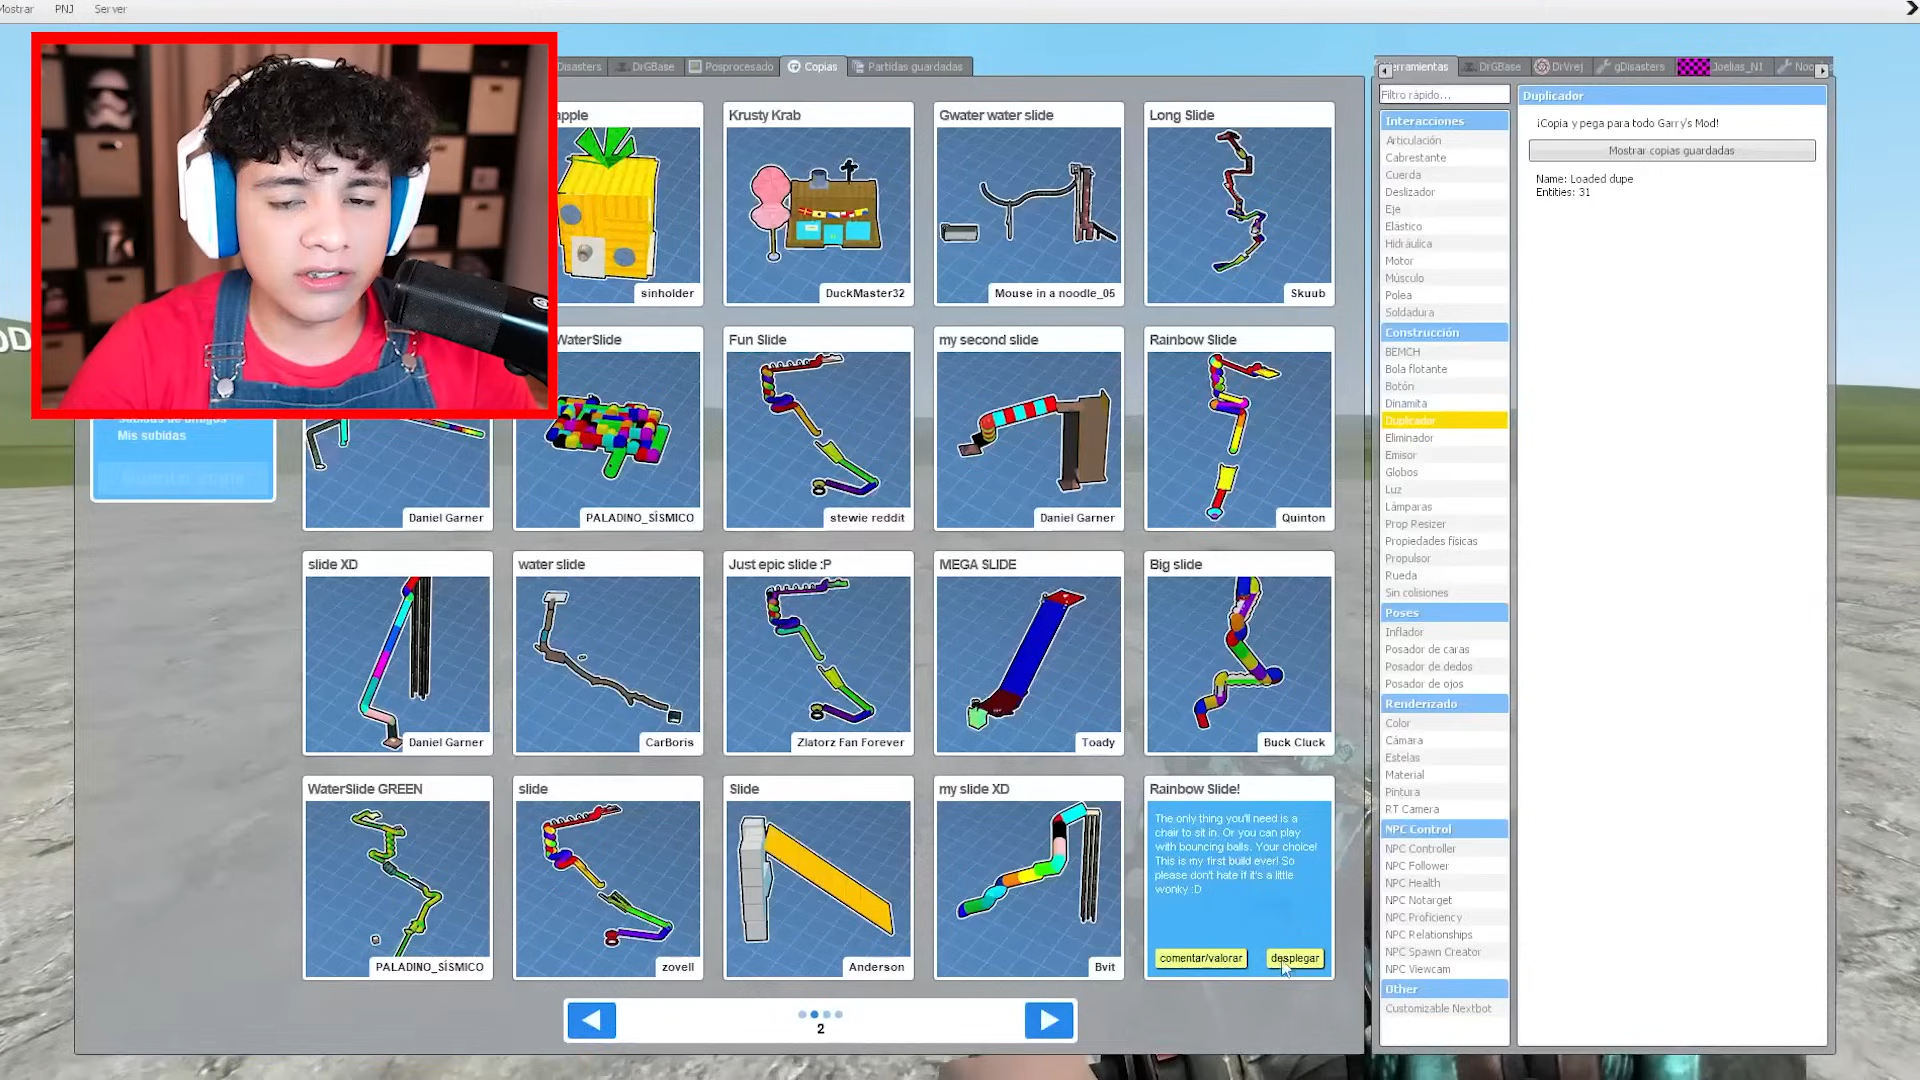 Mostrar PNJ Server
Disasters DrGBase Posprocesado Copias Partidas guardadas
erramientas DrGBase DrVrej gDisasters Joelias_N1
apple
sinholder
Krusty Krab
DuckMaster32
Gwater water slide
Mouse in a noodle_05
Long Slide
Skuub
Mis subidas
Daniel Garner
WaterSlide
PALADINO_SÍSMICO
Fun Slide
stewie reddit
my second slide
Daniel Garner
Rainbow Slide
Quinton
slide XD
Daniel Garner
water slide
CarBoris
Just epic slide :P
Zlatorz Fan Forever
MEGA SLIDE
Toady
Big slide
Buck Cluck
WaterSlide GREEN
PALADINO_SÍSMICO
slide
zovell
Slide
Anderson
my slide XD
Bvit
Rainbow Slide!
The only thing you'll need is a
chair to sit in. Or you can play
with bouncing balls. Your choice!
This is my first build ever! So
please don't hate if it's a little
wonky :D
comentar/valorar desplegar
2
Filtro rápido...
Interacciones
Articulación
Cabrestante
Cuerda
Deslizador
Eje
Elástico
Hidráulica
Motor
Músculo
Polea
Soldadura
Construcción
BEMCH
Bola flotante
Botón
Dinamita
Duplicador
Eliminador
Emisor
Globos
Luz
Lámparas
Prop Resizer
Propiedades físicas
Propulsor
Rueda
Sin colisiones
Poses
Inflador
Posador de caras
Posador de dedos
Posador de ojos
Renderizado
Color
Cámara
Estelas
Material
Pintura
RT Camera
NPC Control
NPC Controller
NPC Follower
NPC Health
NPC Notarget
NPC Proficiency
NPC Relationships
NPC Spawn Creator
NPC Viewcam
Other
Customizable Nextbot
Duplicador
¡Copia y pega para todo Garry's Mod!
Mostrar copias guardadas
Name: Loaded dupe
Entities: 31